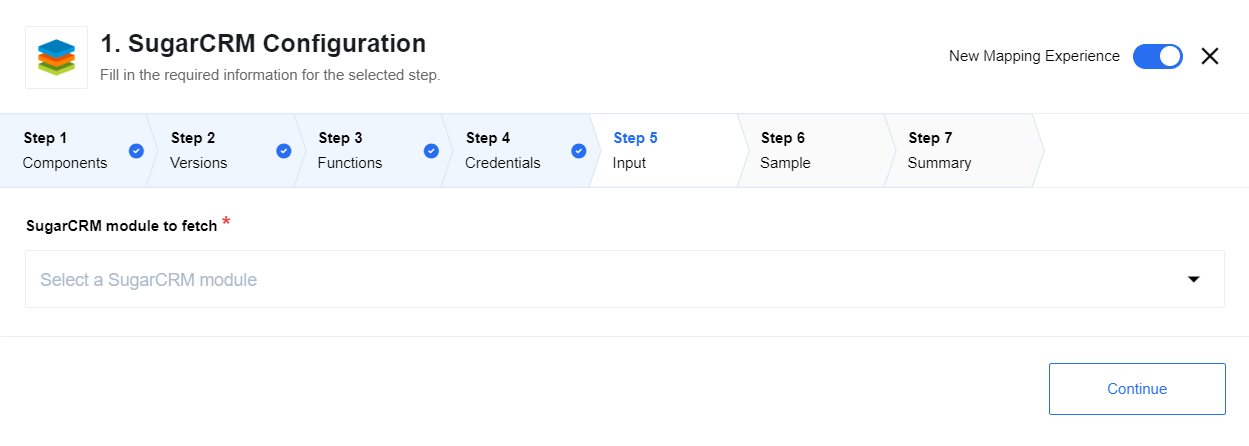 1. SugarCRM Configuration
Fill in the required information for the selected step.
New Mapping Experience
Step 1
Components
Step 2
Versions
Step 3
Functions
Step 4
Credentials
Step 5
Input
Step 6
Sample
Step 7
Summary
SugarCRM module to fetch *
Select a SugarCRM module
Continue